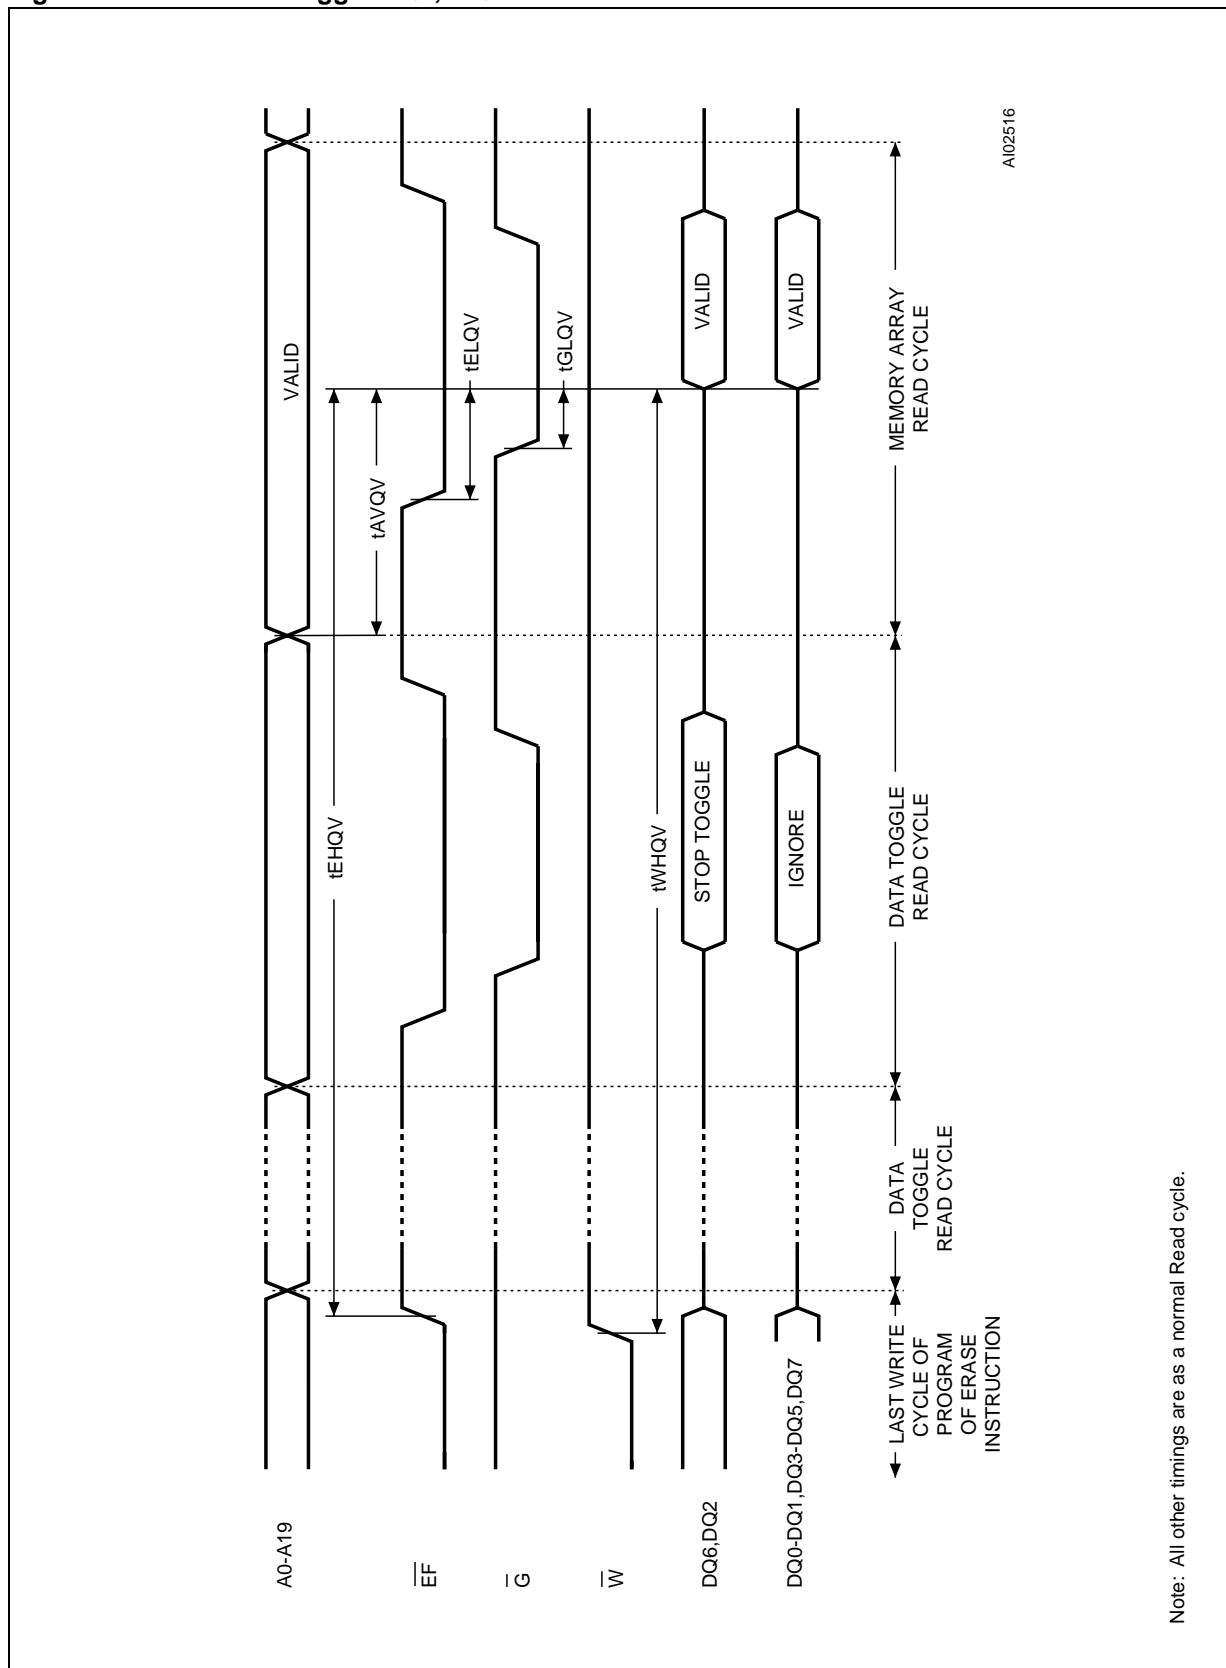 A0-A19
VALID
tEHQV
tAVQV
EF
tELQV
G
tGLQV
W
tWHQV
DQ6,DQ2
STOP TOGGLE
VALID
DQ0-DQ1,DQ3-DQ5,DQ7
IGNORE
VALID
LAST WRITE
CYCLE OF
PROGRAM
OF ERASE
INSTRUCTION
DATA
TOGGLE
READ CYCLE
DATA TOGGLE
READ CYCLE
MEMORY ARRAY
READ CYCLE
AI02516
Note: All other timings are as a normal Read cycle.